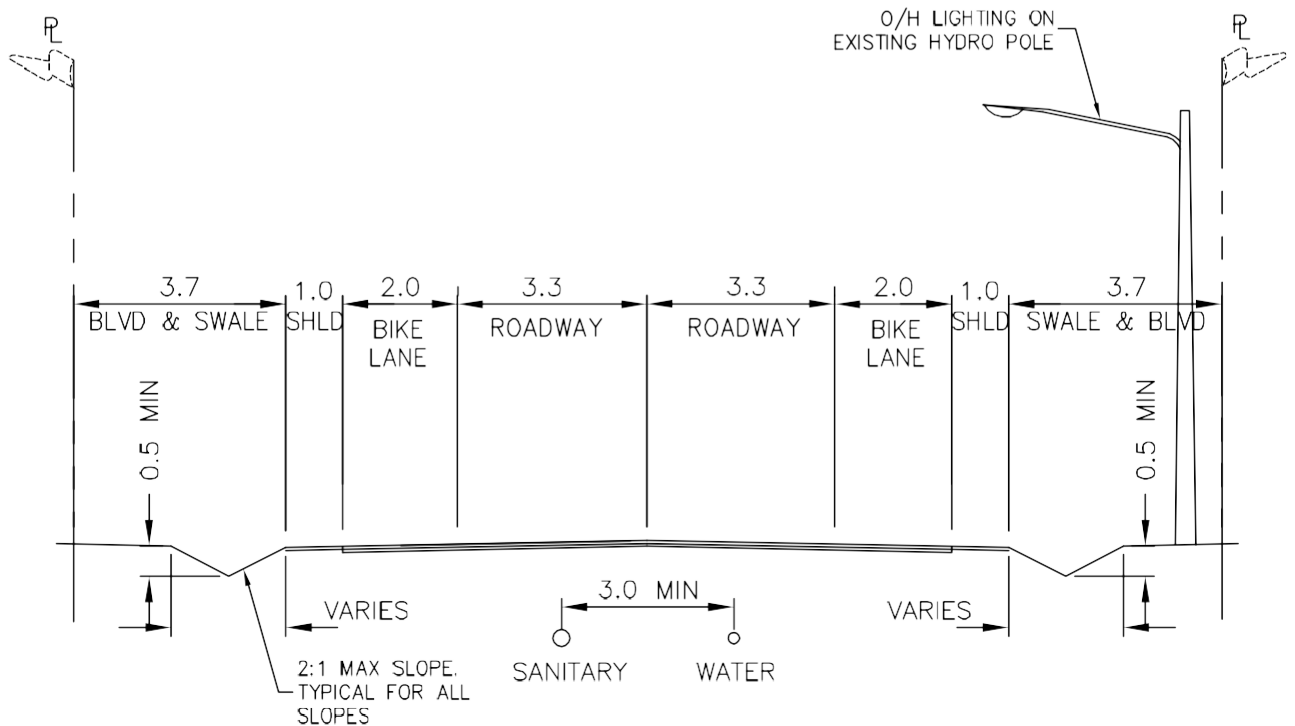 PL
O/H LIGHTING ON
EXISTING HYDRO POLE
PL
3.7
1.0
2.0
3.3
3.3
2.0
1.0
3.7
BLVD & SWALE
SHLD
BIKE
LANE
ROADWAY
ROADWAY
BIKE
LANE
SHLD
SWALE & BLVD
0.5 MIN
0.5 MIN
VARIES
3.0 MIN
VARIES
SANITARY
WATER
2:1 MAX SLOPE.
TYPICAL FOR ALL
SLOPES